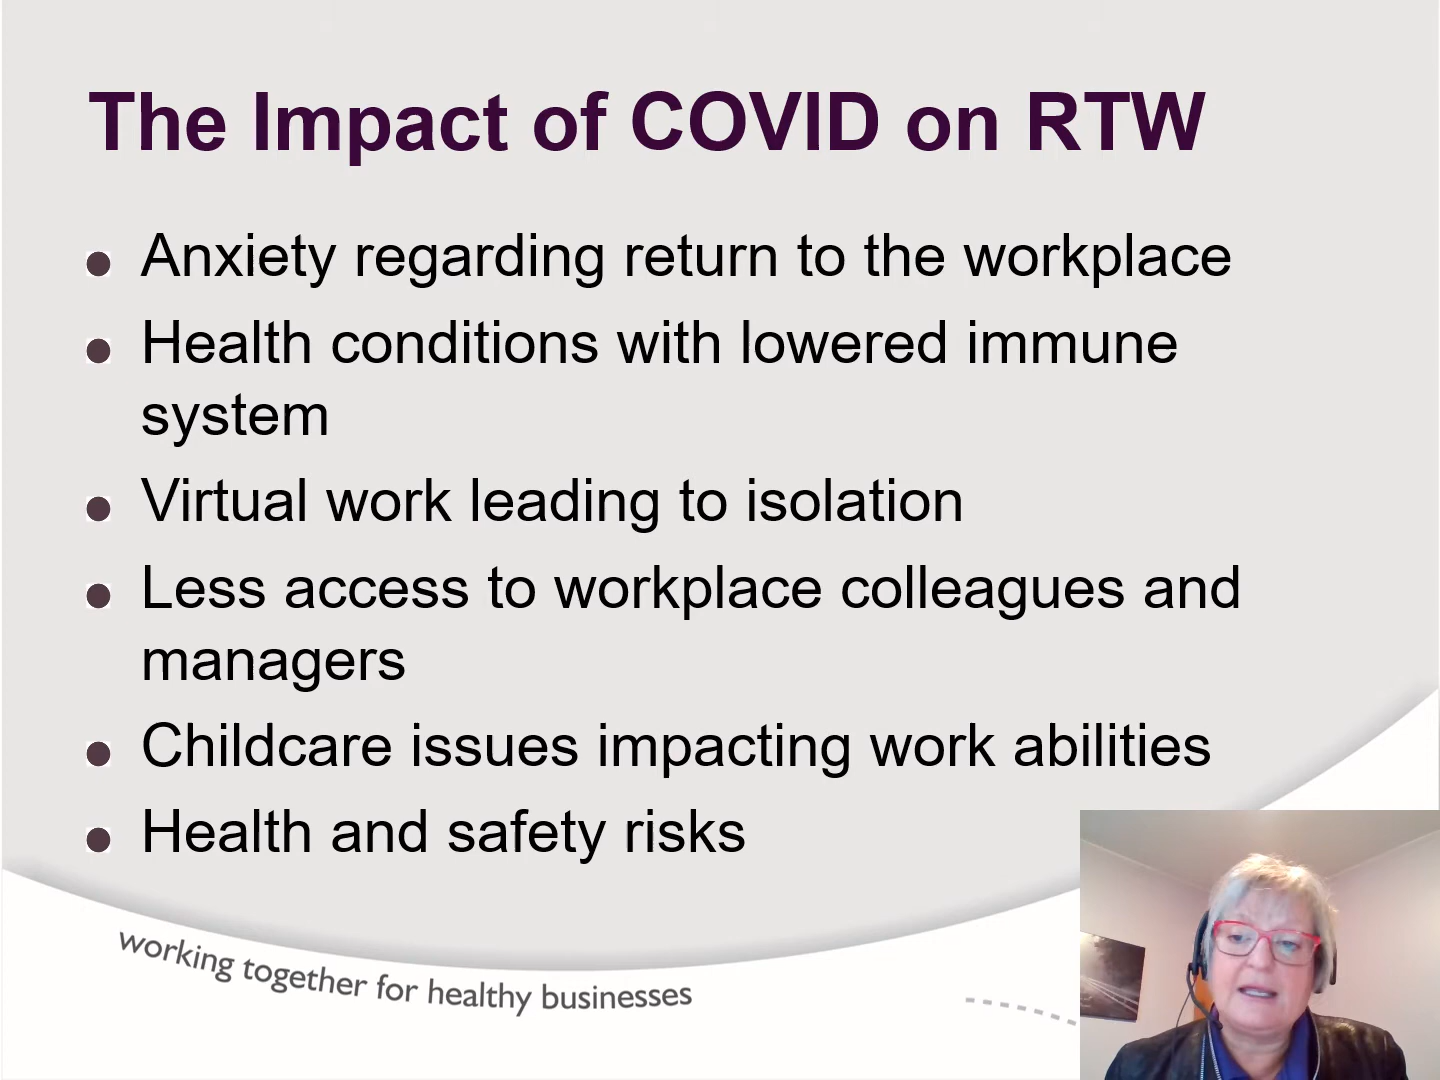 The Impact of COVID on RTW
Anxiety regarding return to the workplace
Health conditions with lowered immune
system
Virtual work leading to isolation
Less access to workplace colleagues and
managers
Childcare issues impacting work abilities
Health and safety risks
working together for healthy businesses